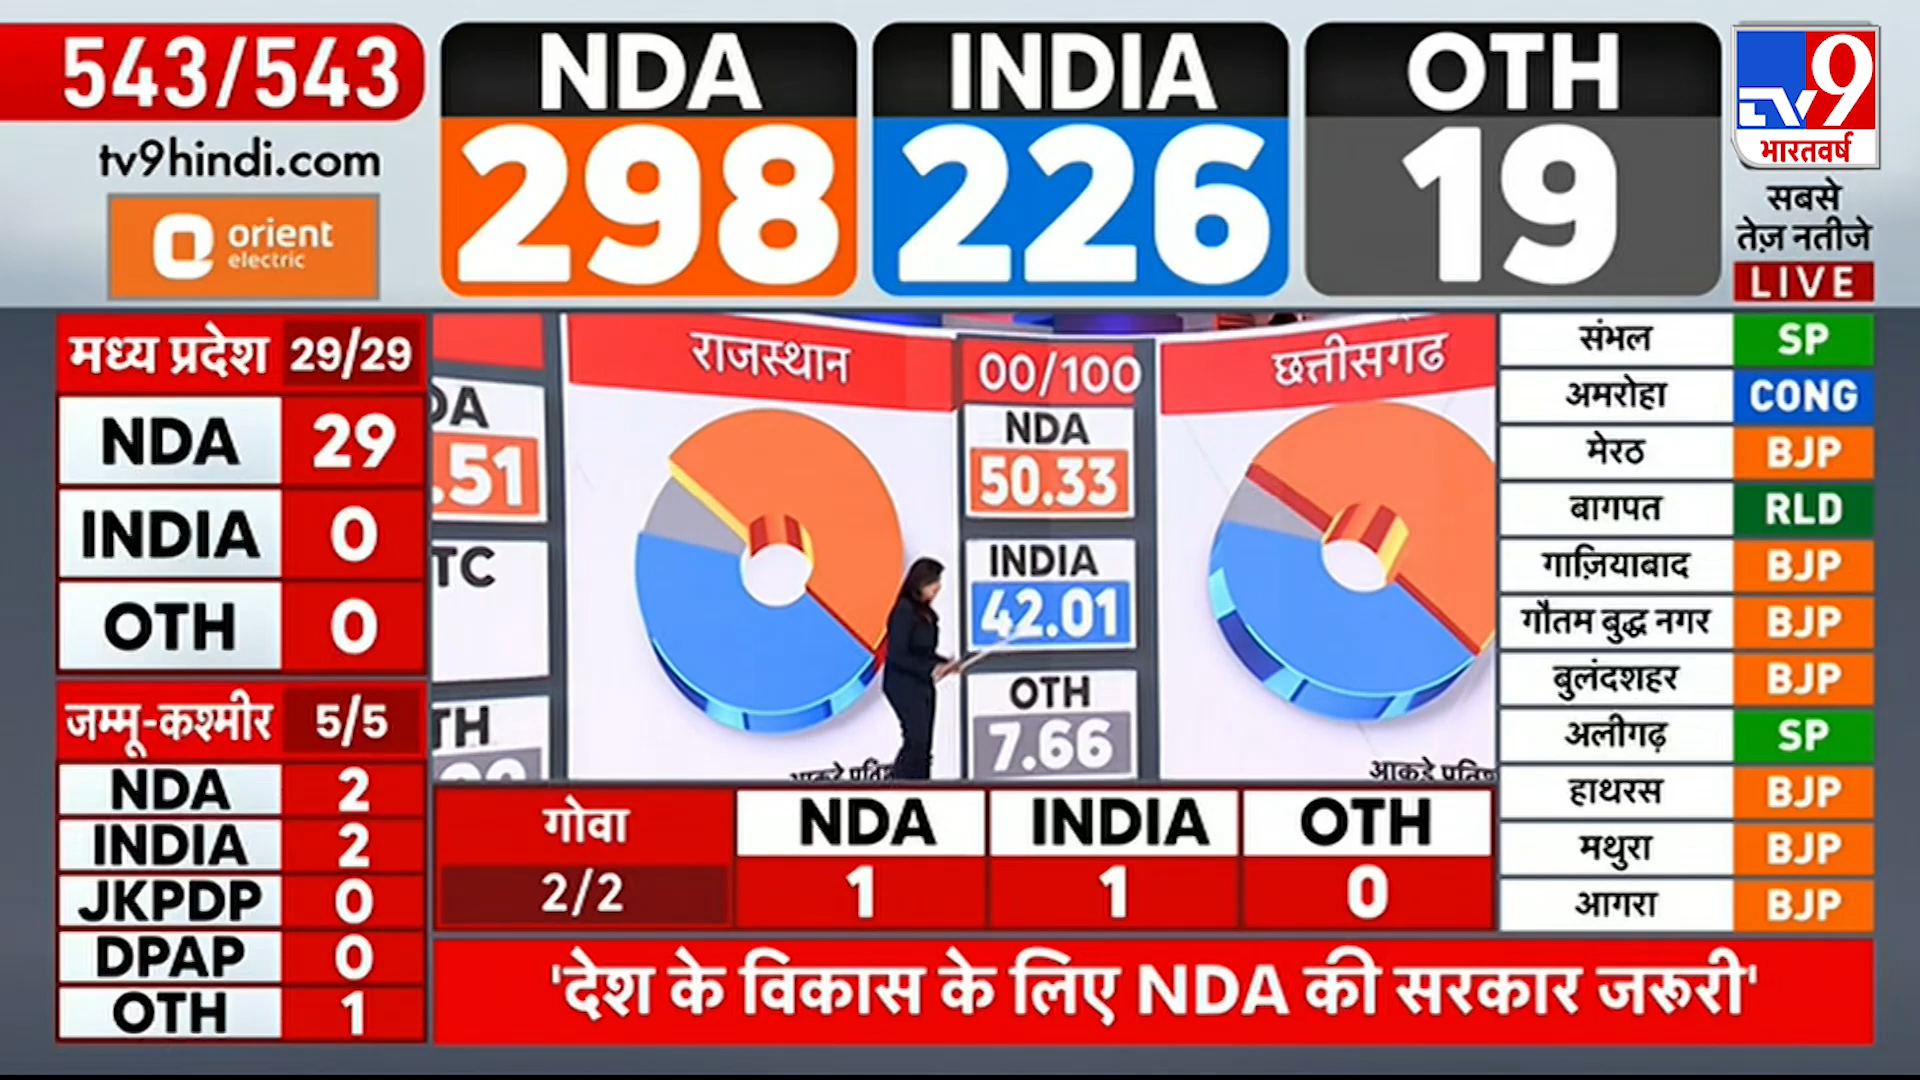 543/543
tv9hindi.com
orient
electric
NDA
298
INDIA
226
OTH
19
TV9
भारतवर्ष
सबसे
तेज़ नतीजे
LIVE
मध्य प्रदेश 29/29
NDA 29
INDIA 0
OTH 0
जम्मू-कश्मीर 5/5
NDA 2
INDIA 2
JKPDP 0
DPAP 0
OTH 1
.51
TC
TH
राजस्थान
00/100
NDA
50.33
INDIA
42.01
OTH
7.66
छत्तीसगढ
गोवा NDA INDIA OTH
2/2 1 1 0
संभल SP
अमरोहा CONG
मेरठ BJP
बागपत RLD
गाज़ियाबाद BJP
गौतम बुद्ध नगर BJP
बुलंदशहर BJP
अलीगढ़ SP
हाथरस BJP
मथुरा BJP
आगरा BJP
'देश के विकास के लिए NDA की सरकार जरूरी'